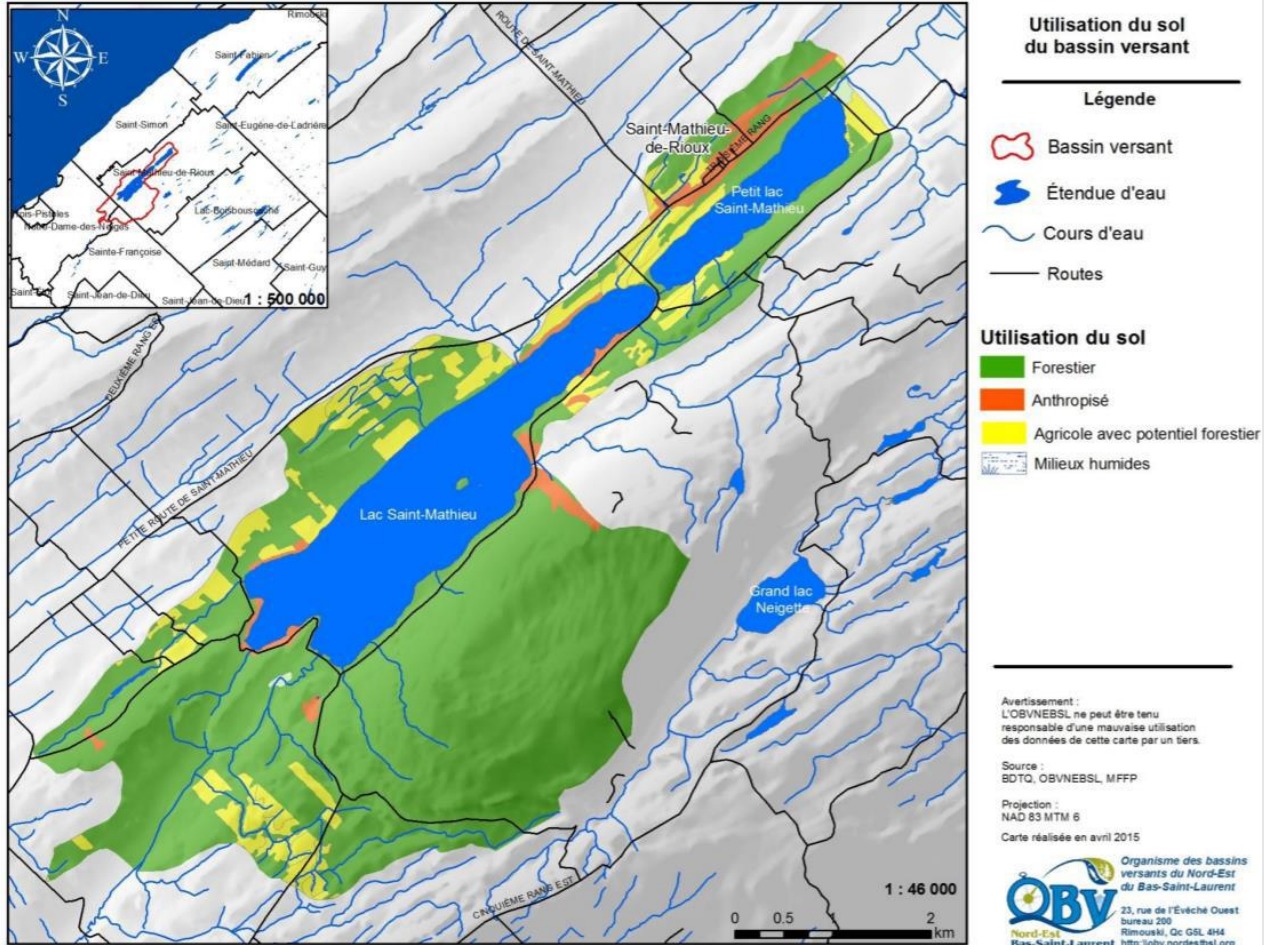 N
W
E
S
Rimouski
Saint-Fabien
Saint-Simon
Saint-Eugène-de-Ladrière
Saint-Mathieu-de-Rioux
Notre-Dame-des-Neiges
Sainte-Françoise
Saint-Médard
Saint-Guy
Saint-Jean-de-Dieu
Saint-Jean-de-Dieu
1 : 500 000
ROUTE DE SAINT-MATHIEU
Saint-Mathieu-
de-Rioux
Petit lac
Saint-Mathieu
PETITE ROUTE DE SAINT-MATHIEU
Lac Saint-Mathieu
Grand lac
Neigette
CINQUIÈME RANG EST
1 : 46 000
0 0.5 1 2
km
Utilisation du sol
du bassin versant
Légende
Bassin versant
Étendue d'eau
Cours d'eau
Routes
Utilisation du sol
Forestier
Anthropisé
Agricole avec potentiel forestier
Milieux humides
Avertissement :
L'OBVNEBSL ne peut être tenu
responsable d'une mauvaise utilisation
des données de cette carte par un tiers.
Source :
BDTQ, OBVNEBSL, MFFP
Projection :
NAD 83 MTM 6
Carte réalisée en avril 2015
OBV
Nord-Est
Bas-Saint-Laurent
Organisme des bassins
versants du Nord-Est
du Bas-Saint-Laurent
23, rue de l'Évêché Ouest
bureau 200
Rimouski, Qc G5L 4H4